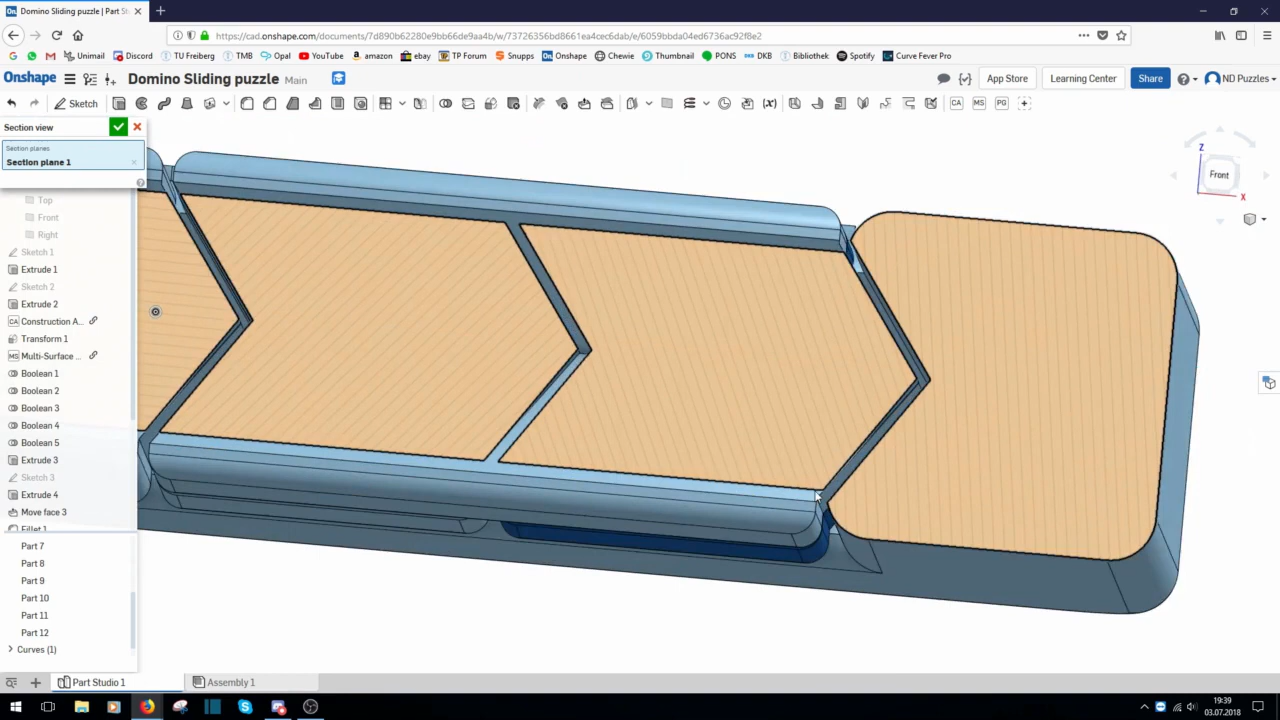 Domino Sliding puzzle | Part St
https://cad.onshape.com/documents/7d890b62280e9bb66de9aa4b/w/73726356bd8661ea4cec6dab/e/6059bbda04ed6736ac92f8e2
Google Unimail Discord TU Freiberg TMB Opal YouTube amazon ebay TP Forum Snupps Onshape Chewie Thumbnail PONS DKB Bibliothek Spotify Curve Fever Pro
Onshape Domino Sliding puzzle Main App Store Learning Center Share ND Puzzles
Sketch CA MS PG
Section view
Section planes
Section plane 1
Top
Front
Right
Sketch 1
Extrude 1
Sketch 2
Extrude 2
Construction A...
Transform 1
Multi-Surface ...
Boolean 1
Boolean 2
Boolean 3
Boolean 4
Boolean 5
Extrude 3
Sketch 3
Extrude 4
Move face 3
Fillet 1
Part 7
Part 8
Part 9
Part 10
Part 11
Part 12
Curves (1)
Z
Front
X
Part Studio 1 Assembly 1
19:39
03.07.2018